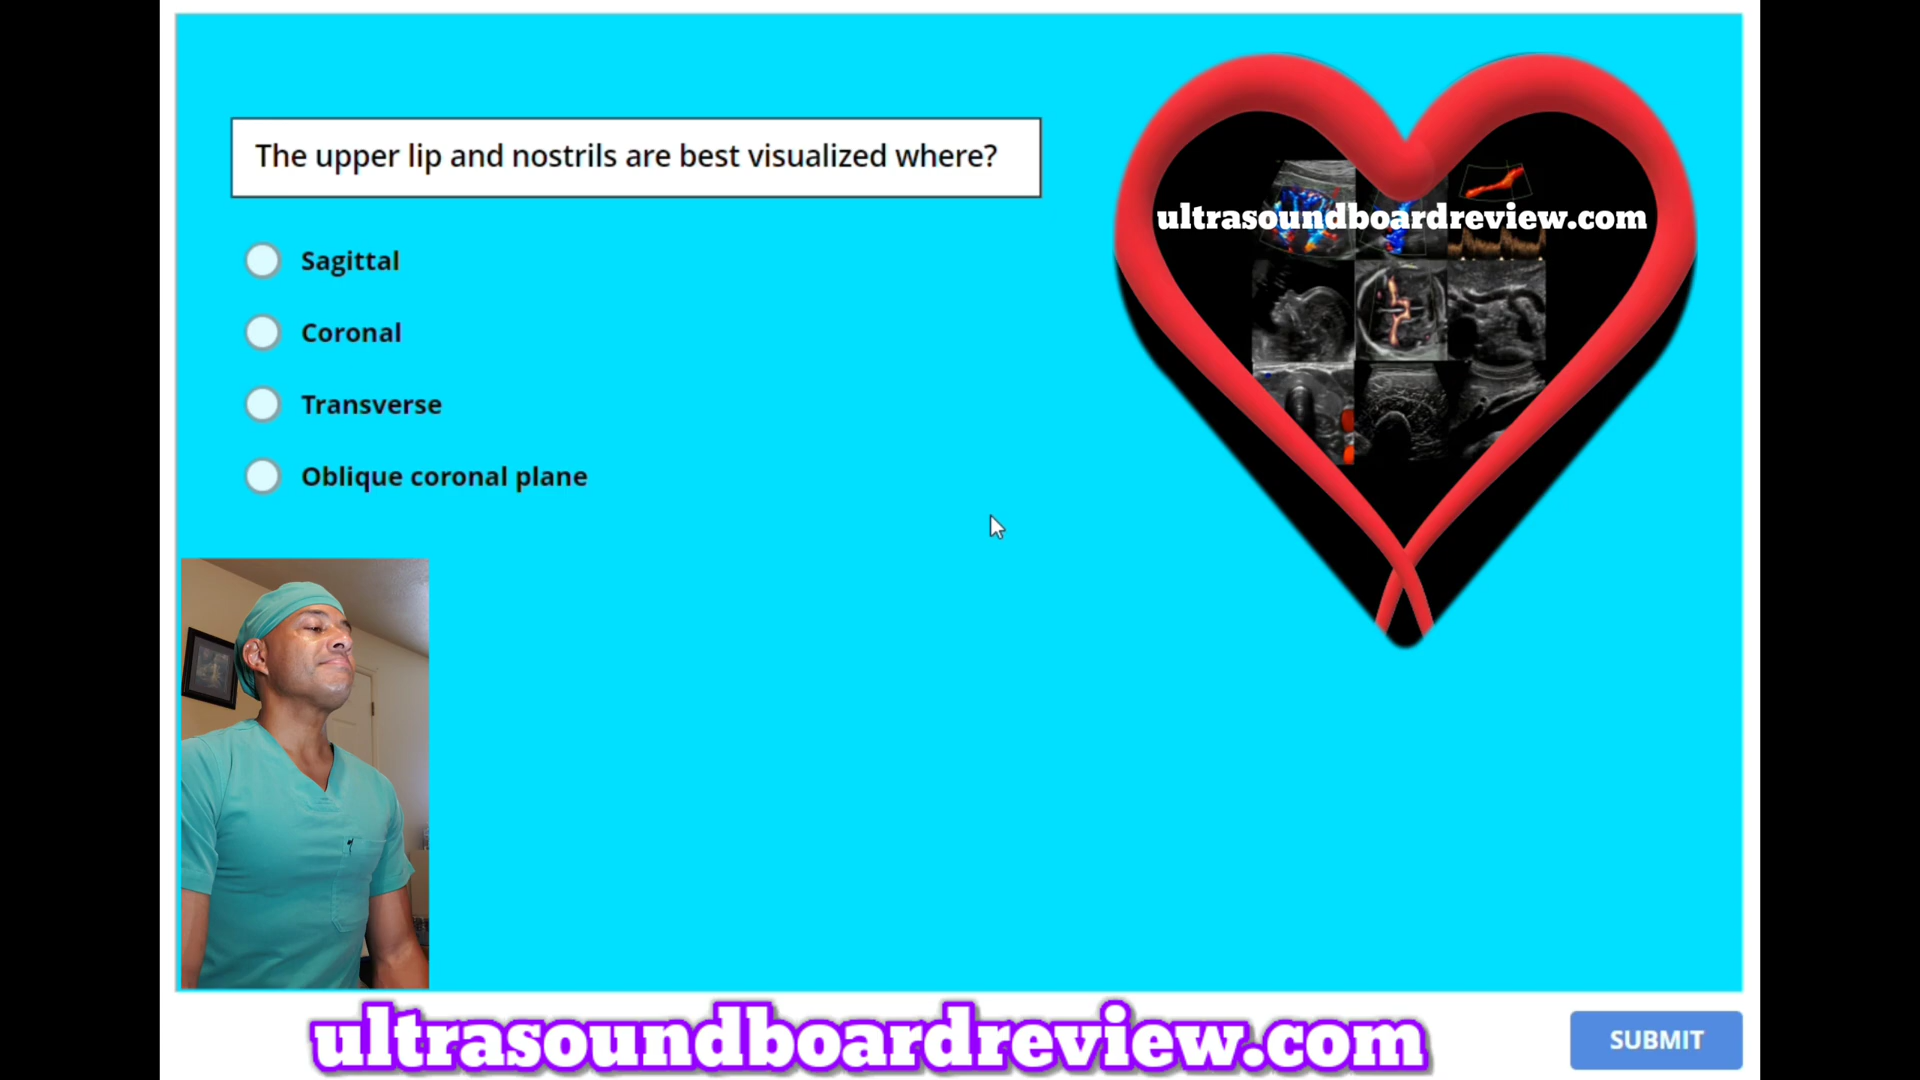 The upper lip and nostrils are best visualized where?
ultrasoundboardreview.com
Sagittal
Coronal
Transverse
Oblique coronal plane
ultrasoundboardreview.com
SUBMIT